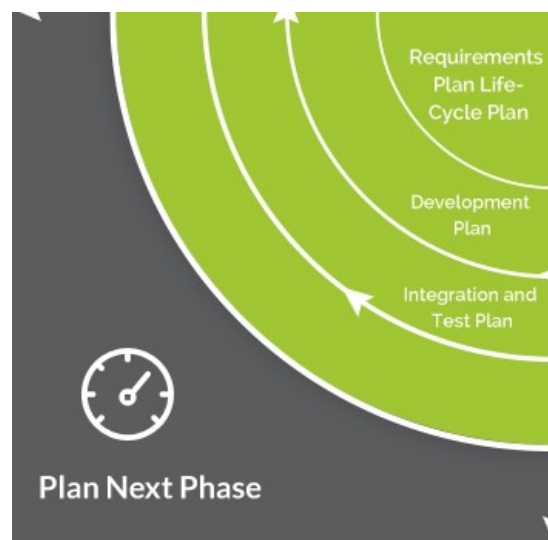 Requirements
Plan Life-
Cycle Plan
Development
Plan
Integration and
Test Plan
Plan Next Phase